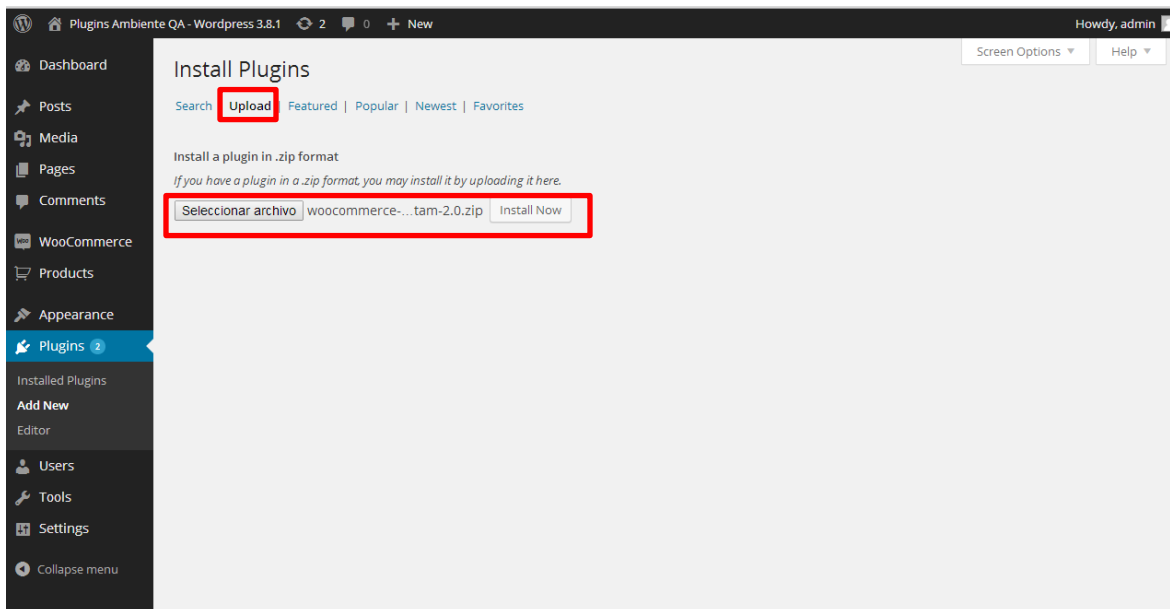 Plugins Ambiente QA - Wordpress 3.8.1 2 0 + New Howdy, admin
Screen Options ▼ Help ▼
Dashboard
Posts
Media
Pages
Comments
WOO WooCommerce
Products
Appearance
Plugins 2
Installed Plugins
Add New
Editor
Users
Tools
Settings
Collapse menu
Install Plugins
Search | Upload | Featured | Popular | Newest | Favorites
Install a plugin in .zip format
If you have a plugin in a .zip format, you may install it by uploading it here.
Seleccionar archivo woocommerce-...tam-2.0.zip Install Now